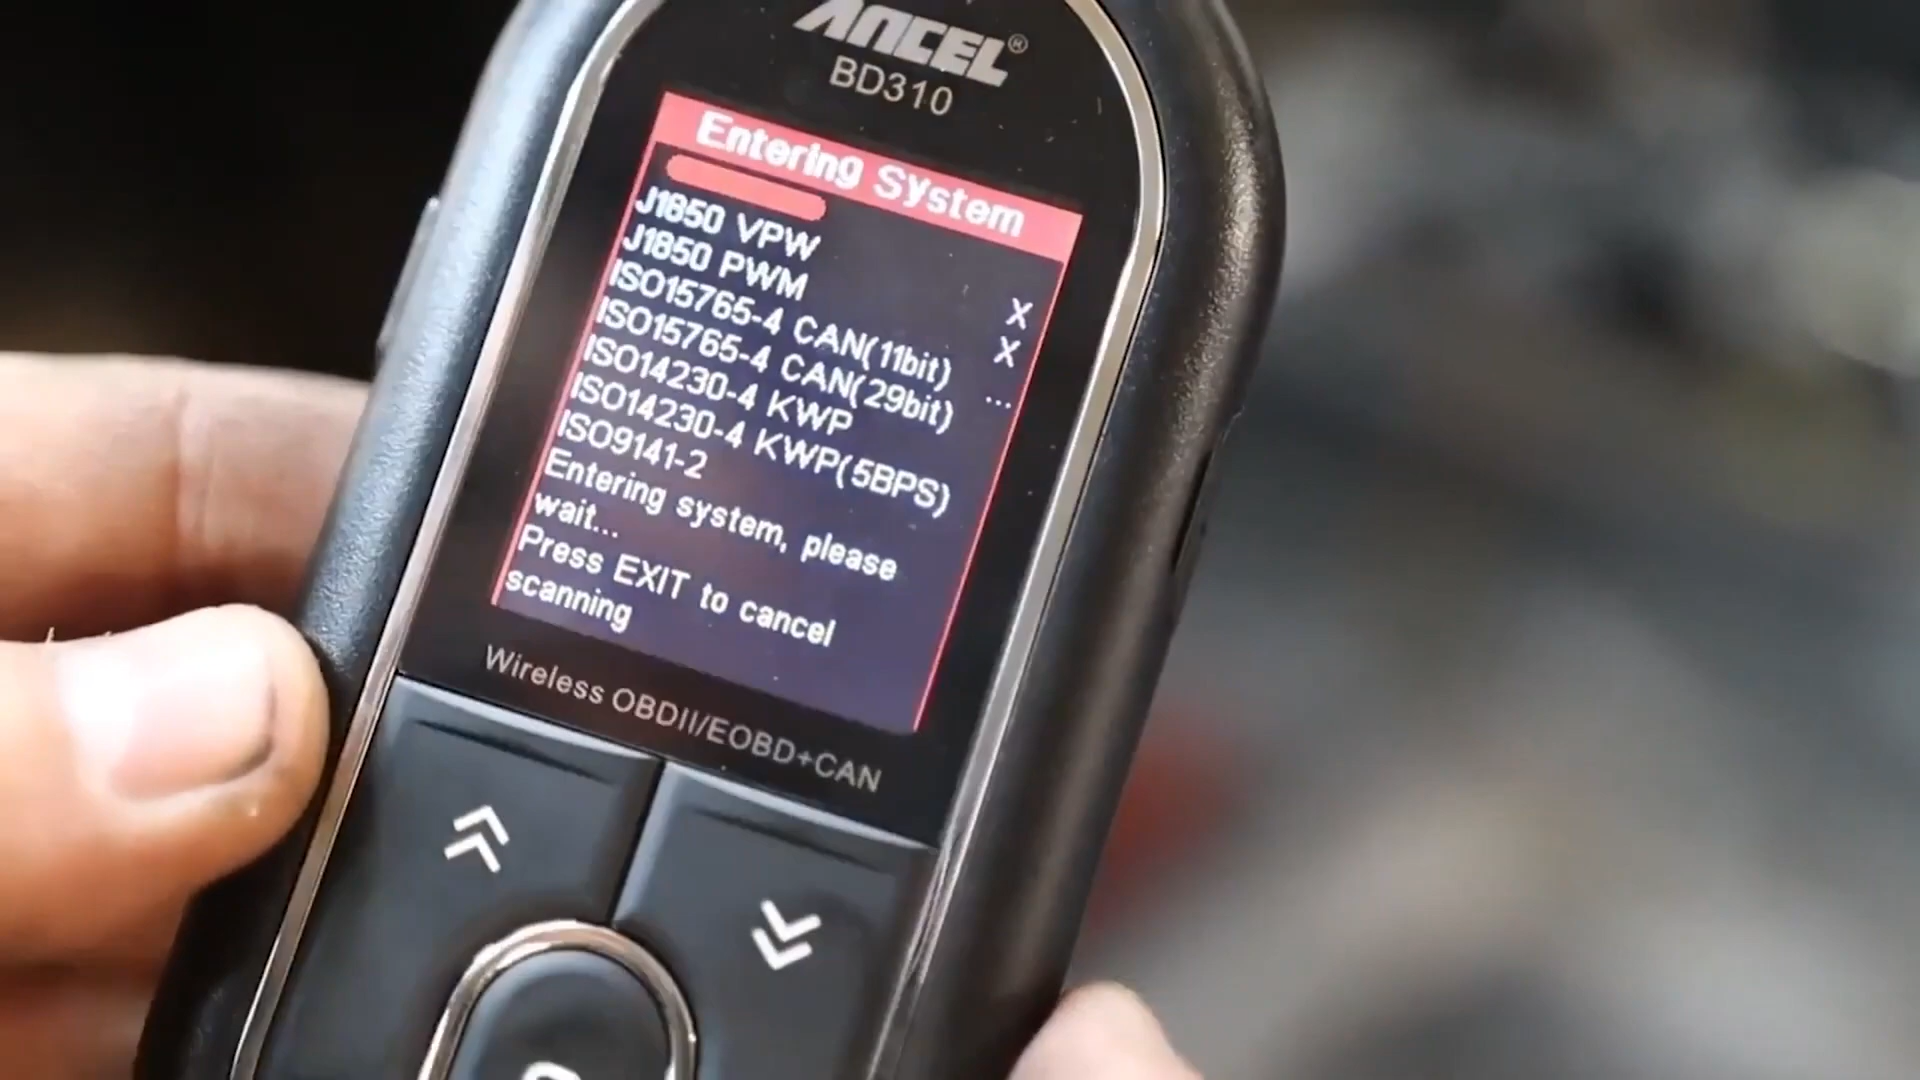 ANCEL®
BD310
Entering System
J1850 VPW X
J1850 PWM X
ISO15765-4 CAN(11bit) ...
ISO15765-4 CAN(29bit)
ISO14230-4 KWP
ISO14230-4 KWP(5BPS)
ISO9141-2
Entering system, please
wait...
Press EXIT to cancel
scanning
Wireless OBDII/EOBD+CAN